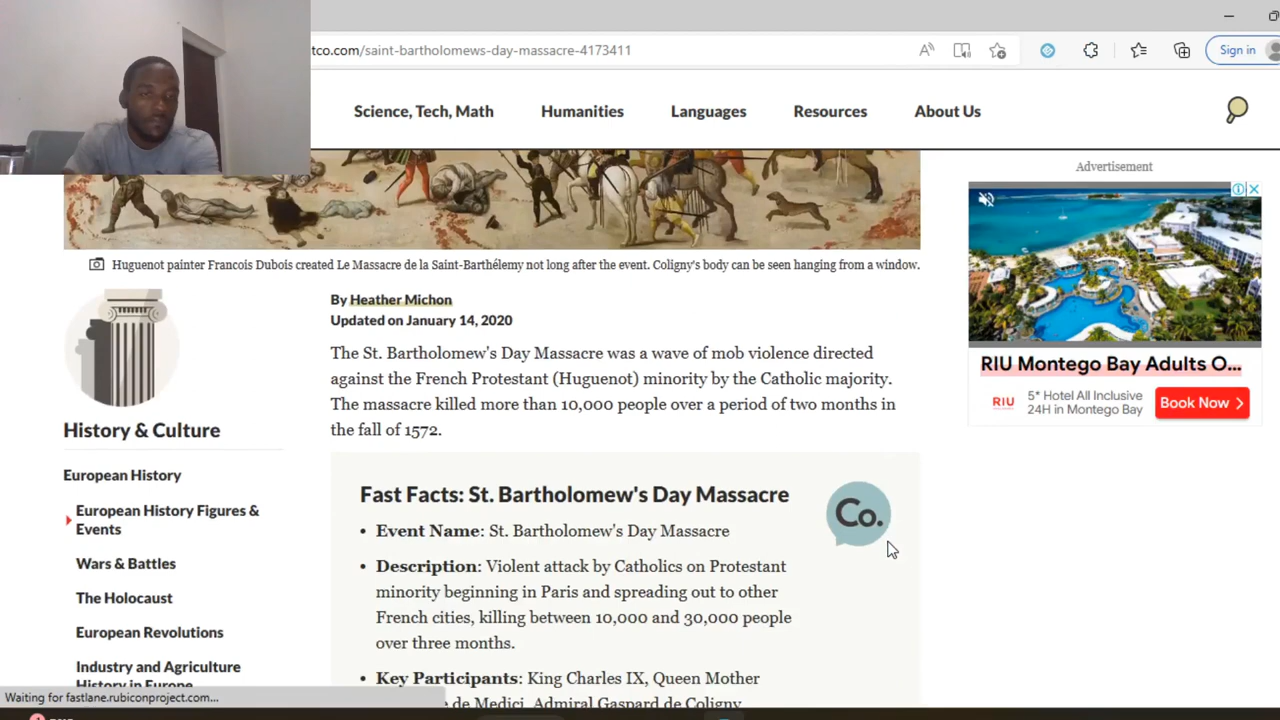 tco.com/saint-bartholomews-day-massacre-4173411
Sign in
Science, Tech, Math
Humanities
Languages
Resources
About Us
Advertisement
Huguenot painter Francois Dubois created Le Massacre de la Saint-Barthélemy not long after the event. Coligny's body can be seen hanging from a window.
By Heather Michon
Updated on January 14, 2020
The St. Bartholomew's Day Massacre was a wave of mob violence directed
against the French Protestant (Huguenot) minority by the Catholic majority.
The massacre killed more than 10,000 people over a period of two months in
the fall of 1572.
RIU Montego Bay Adults O...
RIU
5* Hotel All Inclusive
24H in Montego Bay
Book Now
History & Culture
European History
European History Figures &
Events
Wars & Battles
The Holocaust
European Revolutions
Industry and Agriculture
History in Europe
Fast Facts: St. Bartholomew's Day Massacre
Co.
• Event Name: St. Bartholomew's Day Massacre
• Description: Violent attack by Catholics on Protestant
minority beginning in Paris and spreading out to other
French cities, killing between 10,000 and 30,000 people
over three months.
• Key Participants: King Charles IX, Queen Mother
de Medici, Admiral Gaspard de Coligny
Waiting for fastlane.rubiconproject.com...